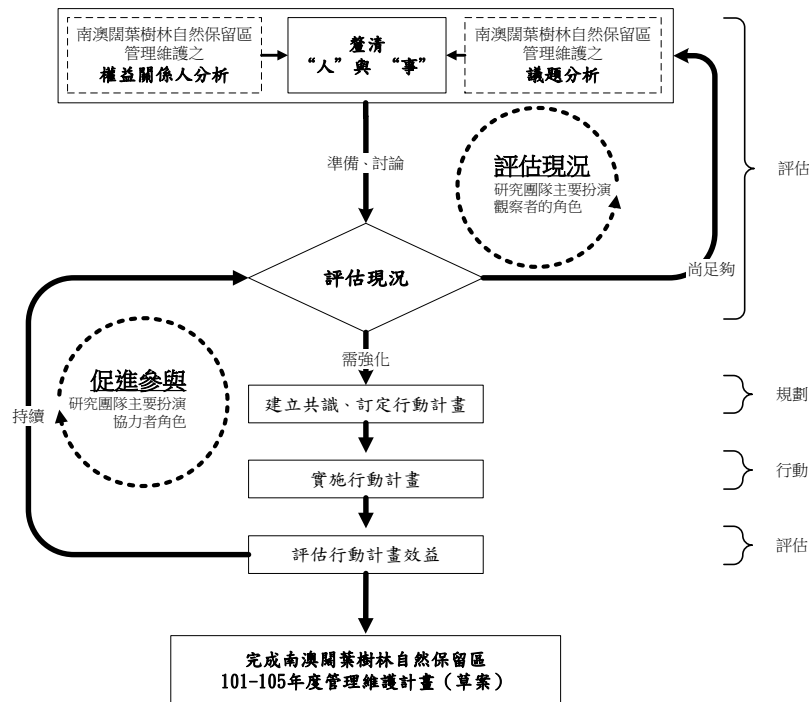 南澳闊葉樹林自然保留區
管理維護之
權益關係人分析
釐清
“人”與 “事”
南澳闊葉樹林自然保留區
管理維護之
議題分析
準備、討論
評估現況
研究團隊主要扮演
觀察者的角色
評估
評估現況
尚足夠
需強化
促進參與
研究團隊主要扮演
協力者角色
持續
建立共識、訂定行動計畫
規劃
實施行動計畫
行動
評估行動計畫效益
評估
完成南澳闊葉樹林自然保留區
101-105年度管理維護計畫（草案）